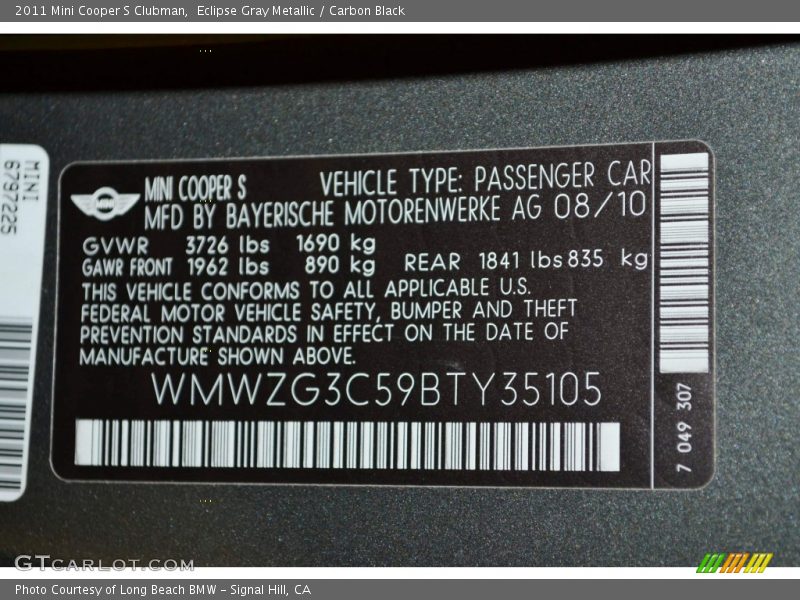 2011 Mini Cooper S Clubman,  Eclipse Gray Metallic / Carbon Black
MINI
6797225
MINI
MINI COOPER S
VEHICLE TYPE: PASSENGER CAR
MFD BY BAYERISCHE MOTORENWERKE AG 08/10
GVWR 3726 lbs 1690 kg
GAWR FRONT 1962 lbs 890 kg REAR 1841 lbs 835 kg
THIS VEHICLE CONFORMS TO ALL APPLICABLE U.S.
FEDERAL MOTOR VEHICLE SAFETY, BUMPER AND THEFT
PREVENTION STANDARDS IN EFFECT ON THE DATE OF
MANUFACTURE SHOWN ABOVE.
WMWZG3C59BTY35105
7 049 307
GTcarlot.com
Photo Courtesy of Long Beach BMW - Signal Hill, CA